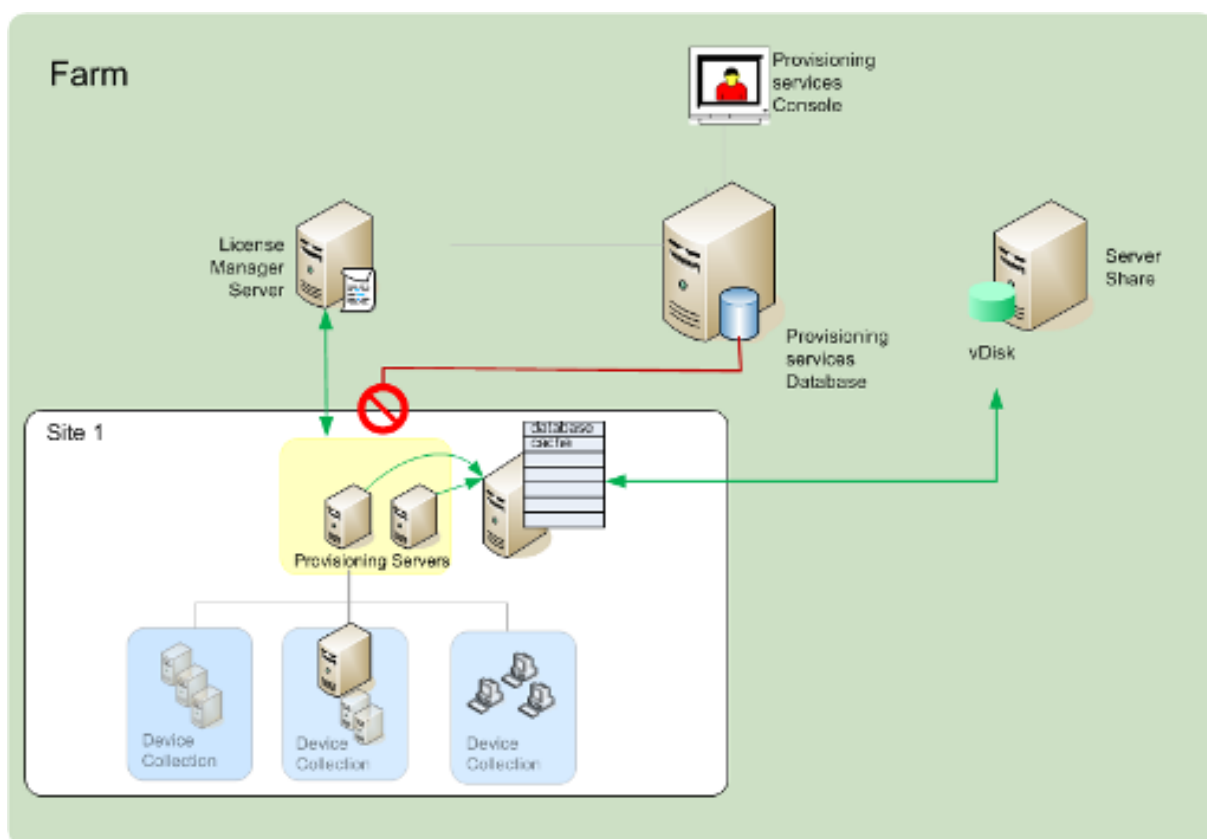 Farm
Provisioning
services
Console
License
Manager
Server
Server
Share
vDisk
Provisioning
services
Database
Site 1
database
cache
Provisioning Servers
Device
Collection
Device
Collection
Device
Collection